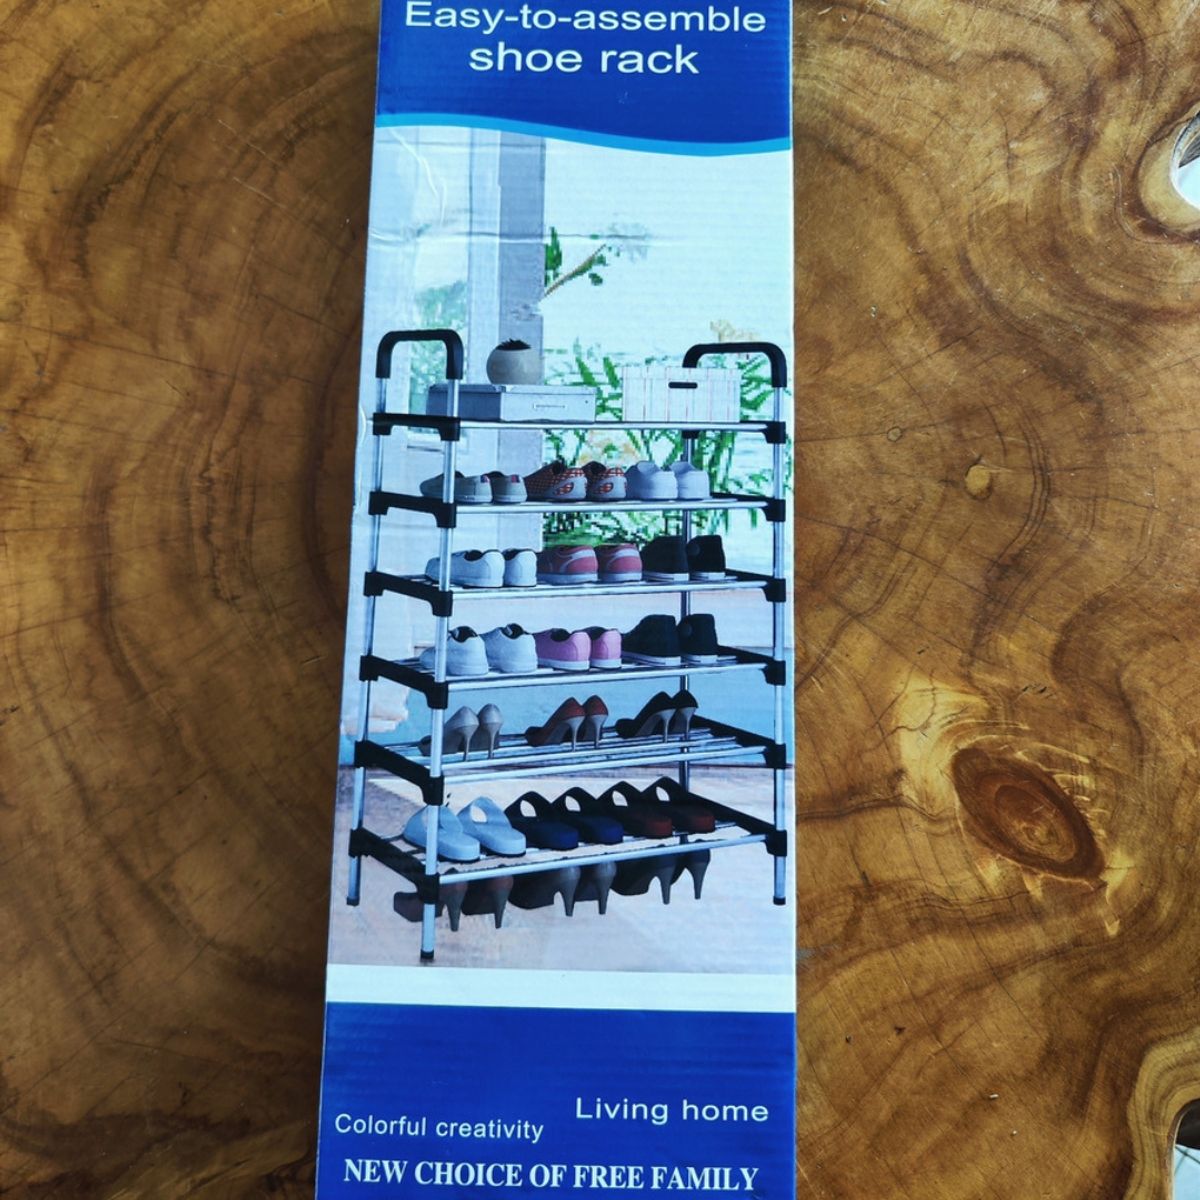 Easy-to-assemble
shoe rack
Living home
Colorful creativity
NEW CHOICE OF FREE FAMILY